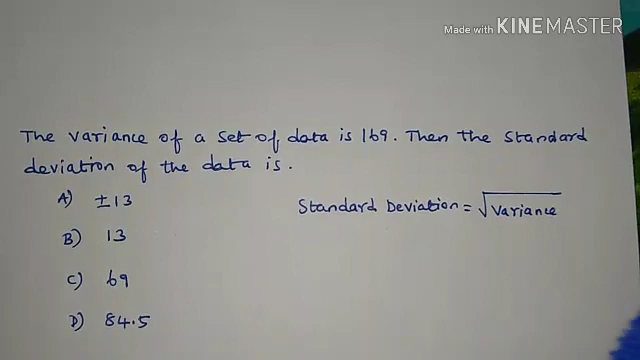 Made with KINEMASTER
The variance of a set of data is 169. Then the standard
deviation of the data is.
A) ±13
Standard Deviation = √Variance
B) 13
C) 69
D) 84.5